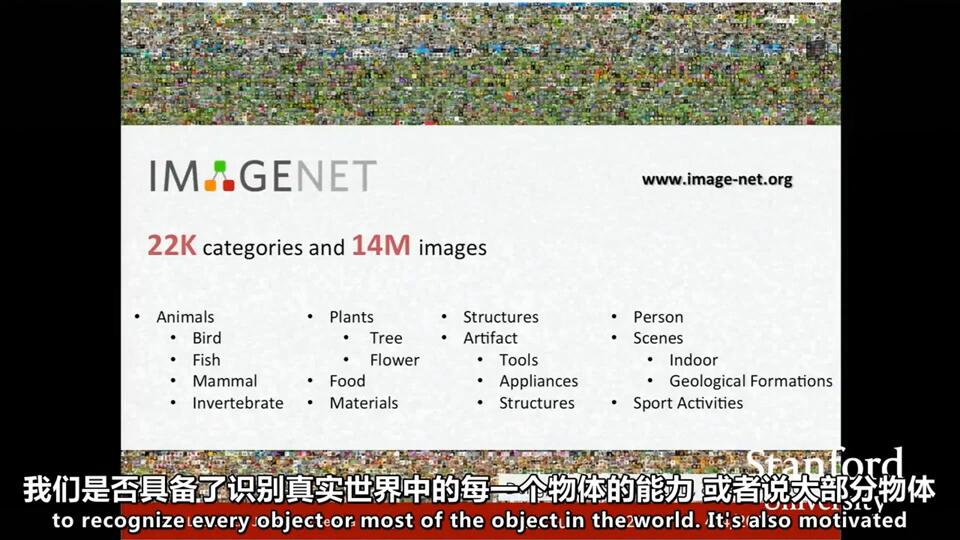 IMAGENET
www.image-net.org
22K categories and 14M images
• Animals
• Bird
• Fish
• Mammal
• Invertebrate
• Plants
• Tree
• Flower
• Food
• Materials
• Structures
• Artifact
• Tools
• Appliances
• Structures
• Person
• Scenes
• Indoor
• Geological Formations
• Sport Activities
Stanford
University
我们是否具备了识别真实世界中的每一个物体的能力 或者说大部分物体
to recognize every object or most of the object in the world. It's also motivated